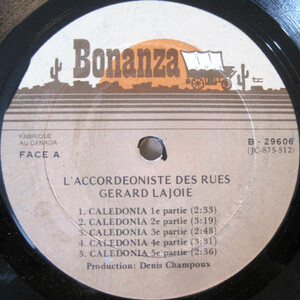 Bonanza
FABRIQUE
AU CANADA
FACE A
B - 29606
(JC-875-512)
L'ACCORDEONISTE DES RUES
GERARD LAJOIE
1. CALEDONIA 1e partie (2:33)
2. CALEDONIA 2e partie (3:19)
3. CALEDONIA 3e partie (2:48)
4. CALEDONIA 4e partie (3:31)
5. CALEDONIA 5e partie (2:36)
Production: Denis Champoux